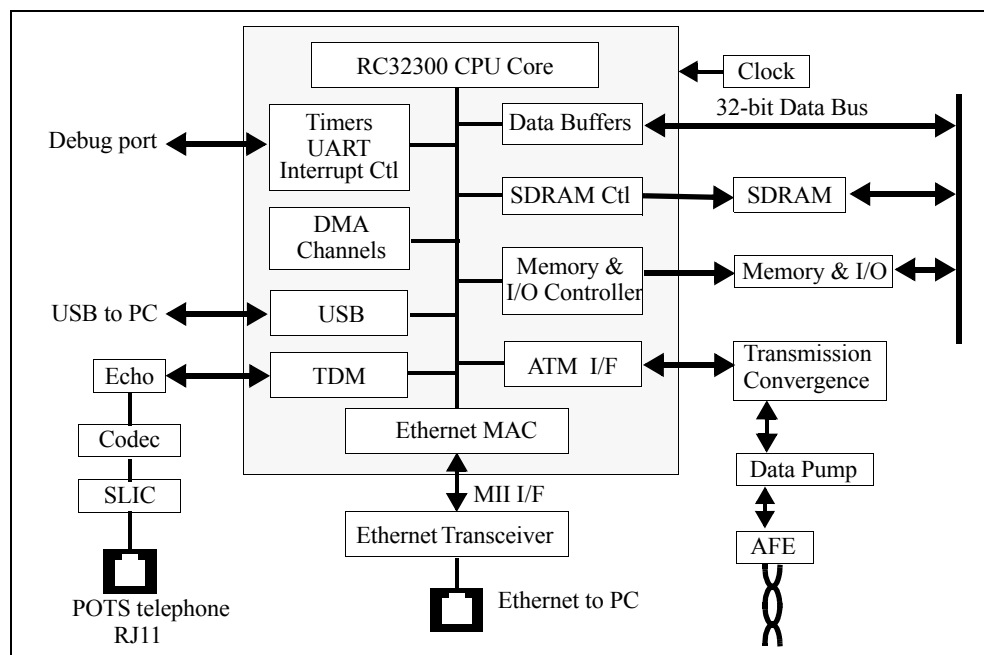 RC32300 CPU Core
Clock
32-bit Data Bus
Debug port
Timers
UART
Interrupt Ctl
Data Buffers
SDRAM Ctl
SDRAM
DMA
Channels
Memory &
I/O Controller
Memory & I/O
USB to PC
USB
Echo
TDM
ATM I/F
Transmission
Convergence
Codec
Ethernet MAC
Data Pump
SLIC
MII I/F
Ethernet Transceiver
AFE
POTS telephone
RJ11
Ethernet to PC